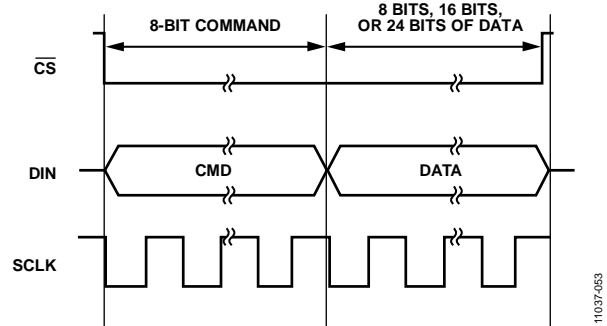 8-BIT COMMAND
8 BITS, 16 BITS,
OR 24 BITS OF DATA
CS
DIN
CMD
DATA
SCLK
11037-053